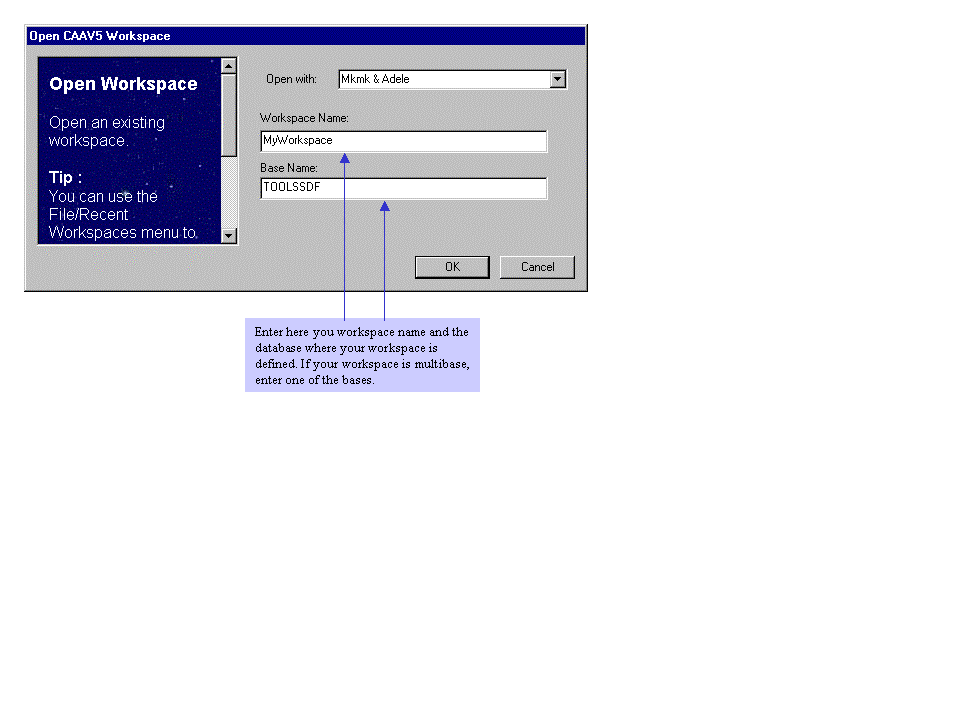 Open CAAV5 Workspace
Open Workspace
Open an existing
workspace.
Tip :
You can use the
File/Recent
Workspaces menu to
Open with:
Mkmk & Adele
Workspace Name:
MyWorkspace
Base Name:
TOOLSSDF
OK
Cancel
Enter here you workspace name and the
database where your workspace is
defined. If your workspace is multibase,
enter one of the bases.